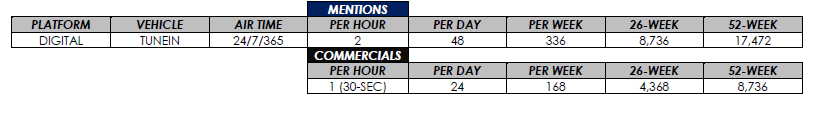 MENTIONS
PLATFORM VEHICLE AIR TIME PER HOUR PER DAY PER WEEK 26-WEEK 52-WEEK
DIGITAL TUNEIN 24/7/365 2 48 336 8,736 17,472
COMMERCIALS
PER HOUR PER DAY PER WEEK 26-WEEK 52-WEEK
1 (30-SEC) 24 168 4,368 8,736